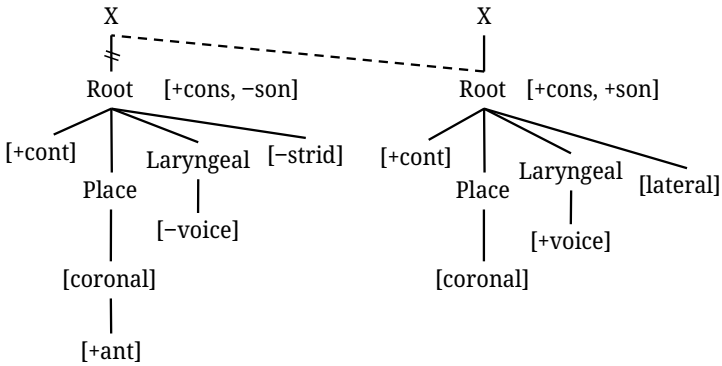 X X
Root [+cons, −son] Root [+cons, +son]
[+cont] Laryngeal [−strid] [+cont] Laryngeal [lateral]
Place Place
[−voice] [+voice]
[coronal] [coronal]
[+ant]